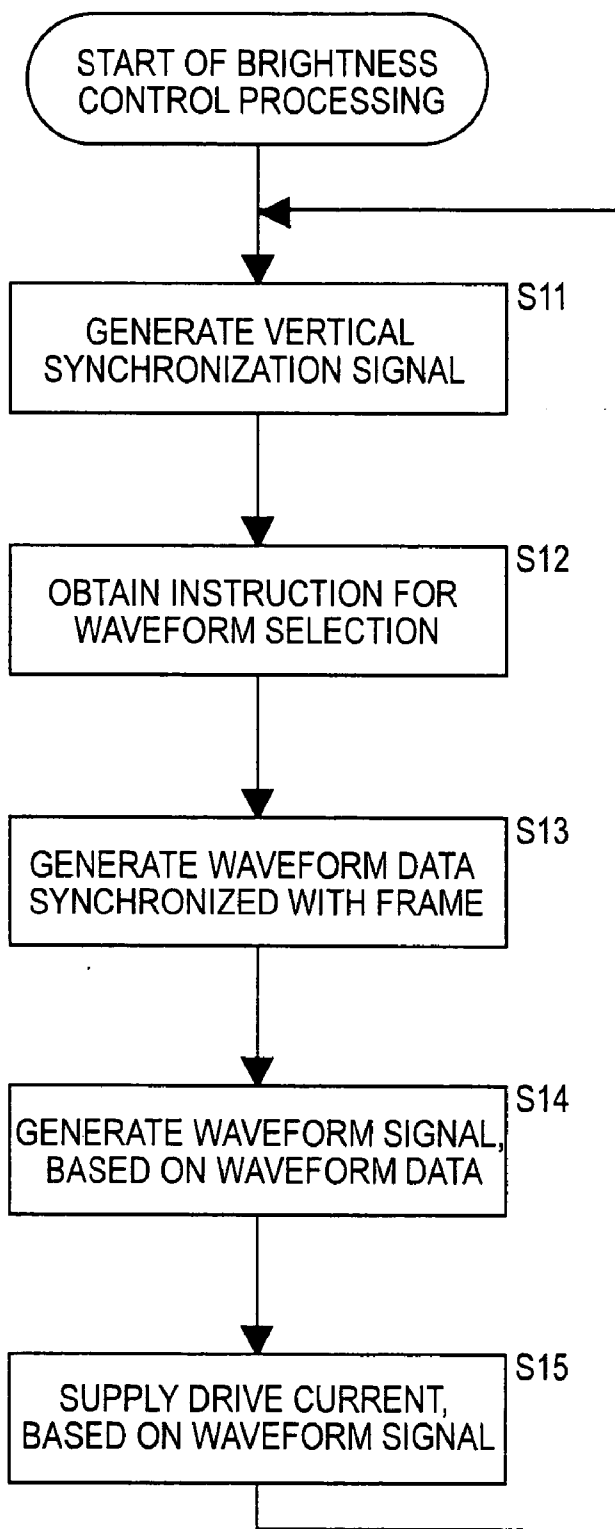 START OF BRIGHTNESS
CONTROL PROCESSING
S11
GENERATE VERTICAL
SYNCHRONIZATION SIGNAL
S12
OBTAIN INSTRUCTION FOR
WAVEFORM SELECTION
S13
GENERATE WAVEFORM DATA
SYNCHRONIZED WITH FRAME
S14
GENERATE WAVEFORM SIGNAL,
BASED ON WAVEFORM DATA
S15
SUPPLY DRIVE CURRENT,
BASED ON WAVEFORM SIGNAL